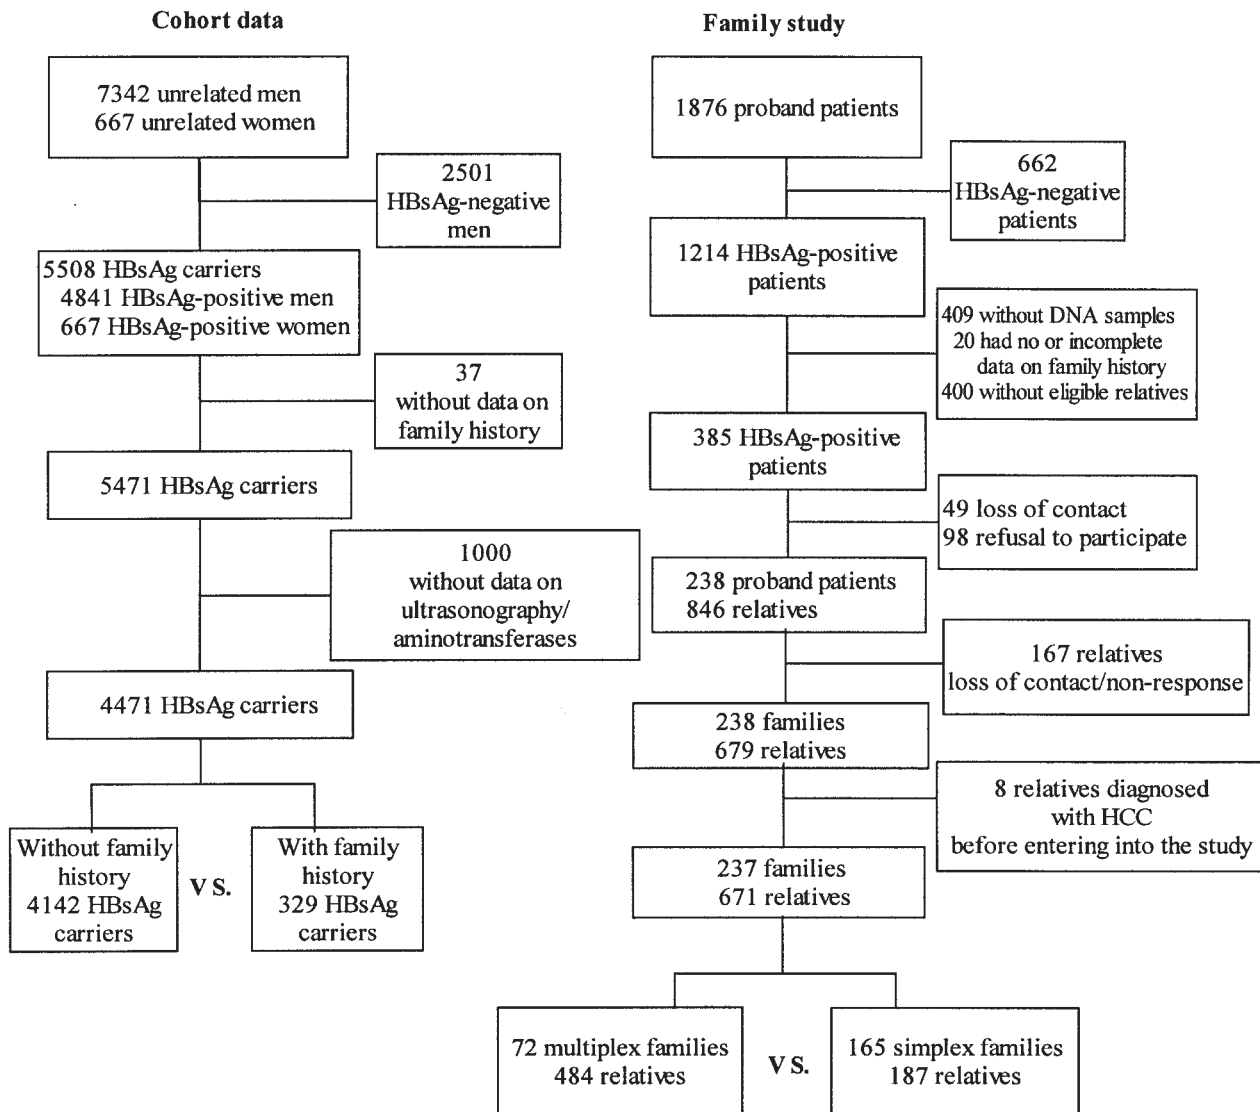 Cohort data
7342 unrelated men
667 unrelated women
2501
HBsAg-negative
men
5508 HBsAg carriers
4841 HBsAg-positive men
667 HBsAg-positive women
37
without data on
family history
5471 HBsAg carriers
1000
without data on
ultrasonography/
aminotransferases
4471 HBsAg carriers
Without family
history
4142 HBsAg
carriers
VS.
With family
history
329 HBsAg
carriers
Family study
1876 proband patients
662
HBsAg-negative
patients
1214 HBsAg-positive
patients
409 without DNA samples
20 had no or incomplete
data on family history
400 without eligible relatives
385 HBsAg-positive
patients
49 loss of contact
98 refusal to participate
238 proband patients
846 relatives
167 relatives
loss of contact/non-response
238 families
679 relatives
8 relatives diagnosed
with HCC
before entering into the study
237 families
671 relatives
72 multiplex families
484 relatives
VS.
165 simplex families
187 relatives